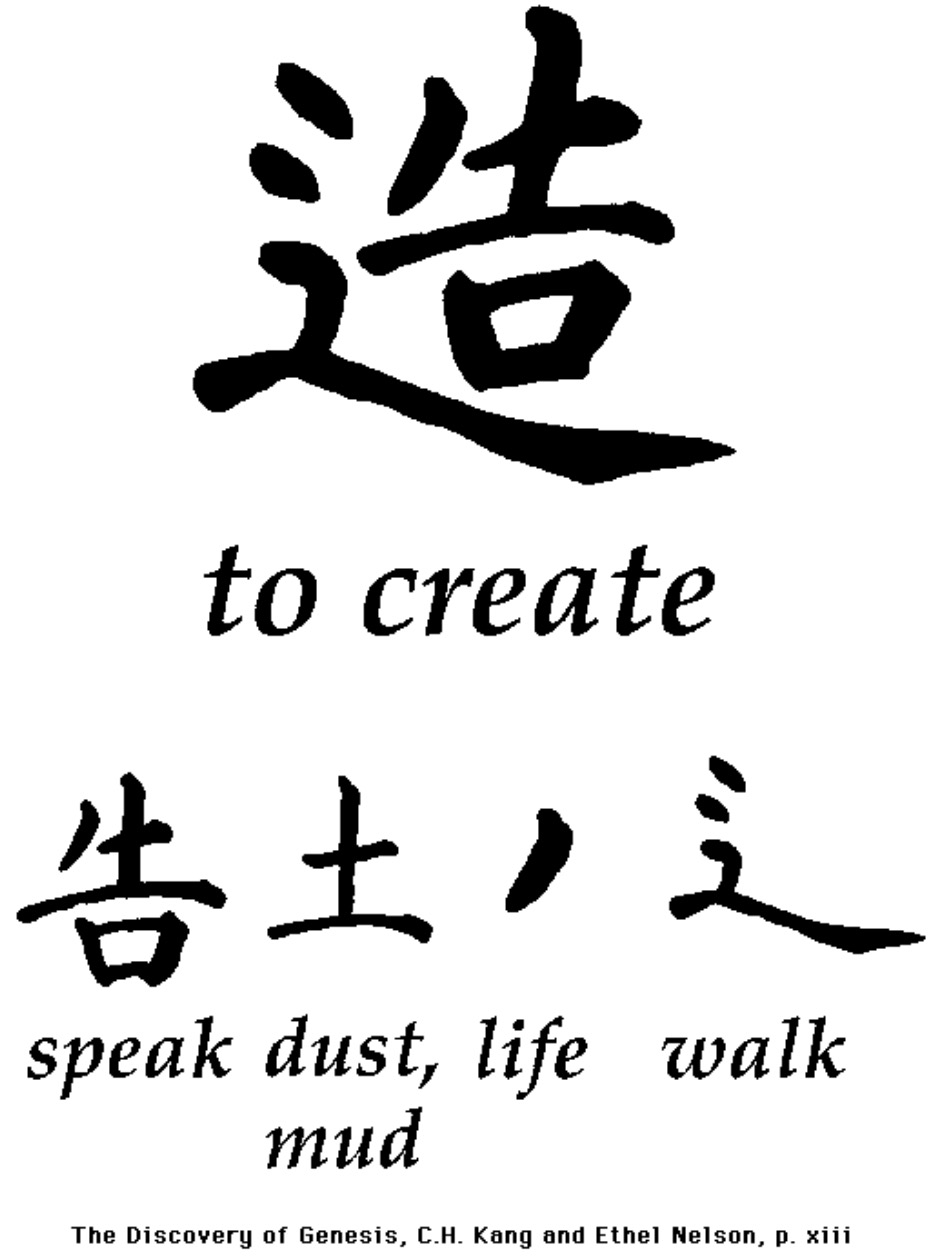 造
to create
告 土 丿 辶
speak dust, life walk
mud
The Discovery of Genesis, C.H. Kang and Ethel Nelson, p. xiii